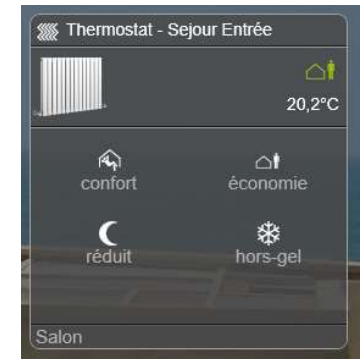 Thermostat - Sejour Entrée
20,2°C
confort
économie
réduit
hors-gel
Salon